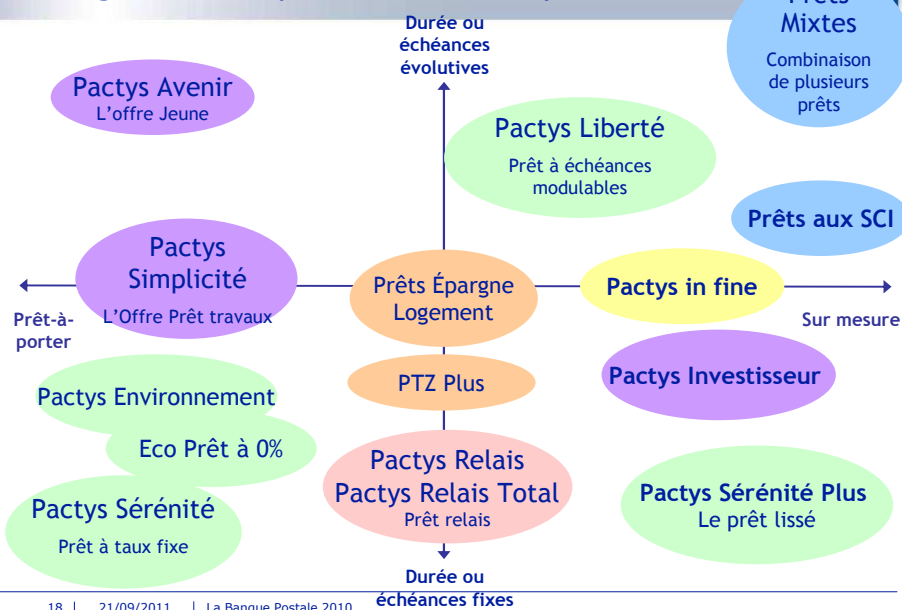 Prêts
Mixtes
Combinaison
de plusieurs
prêts
Durée ou
échéances
évolutives
Pactys Avenir
L'offre Jeune
Pactys Liberté
Prêt à échéances
modulables
Prêts aux SCI
Pactys
Simplicité
L'Offre Prêt travaux
Prêts Épargne
Logement
Pactys in fine
Prêt-à-
porter
Sur mesure
PTZ Plus
Pactys Investisseur
Pactys Environnement
Eco Prêt à 0%
Pactys Relais
Pactys Relais Total
Prêt relais
Pactys Sérénité
Prêt à taux fixe
Pactys Sérénité Plus
Le prêt lissé
Durée ou
échéances fixes
18 | 21/09/2011 | La Banque Postale 2010